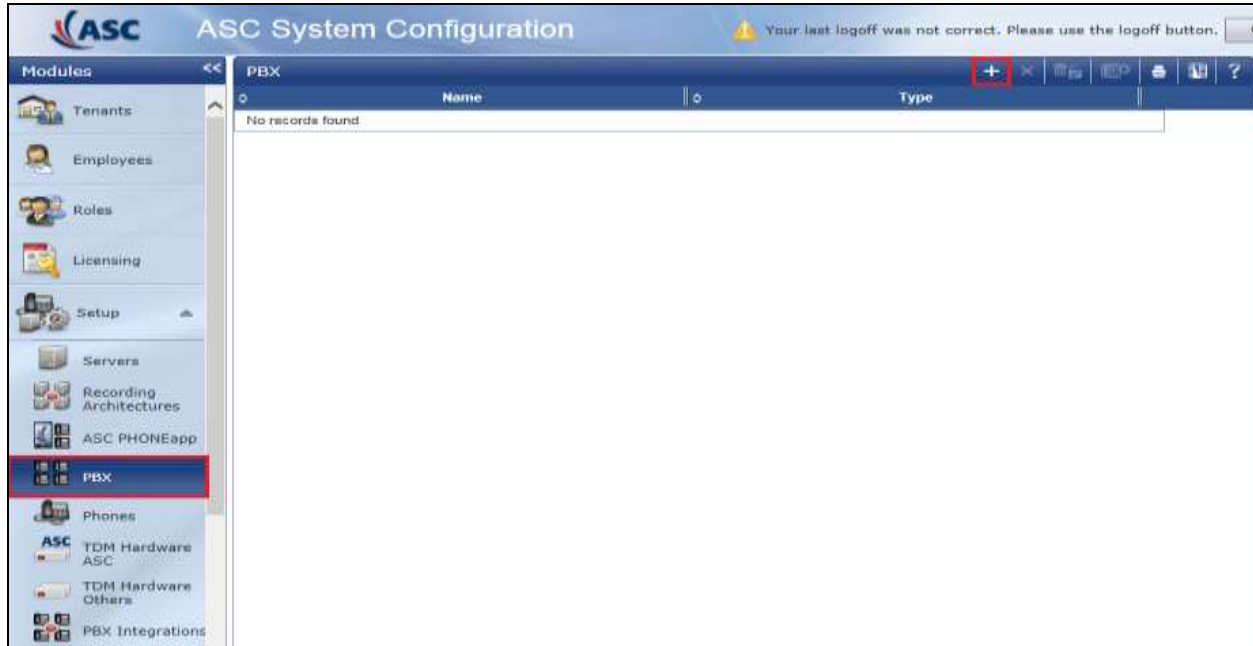 ASC ASC System Configuration Your last logoff was not correct. Please use the logoff button.
Modules << PBX + × ?
Name Type
No records found
Tenants
Employees
Roles
Licensing
Setup
Servers
Recording
Architectures
ASC PHONEapp
PBX
Phones
ASC
TDM Hardware
ASC
TDM Hardware
Others
PBX Integrations